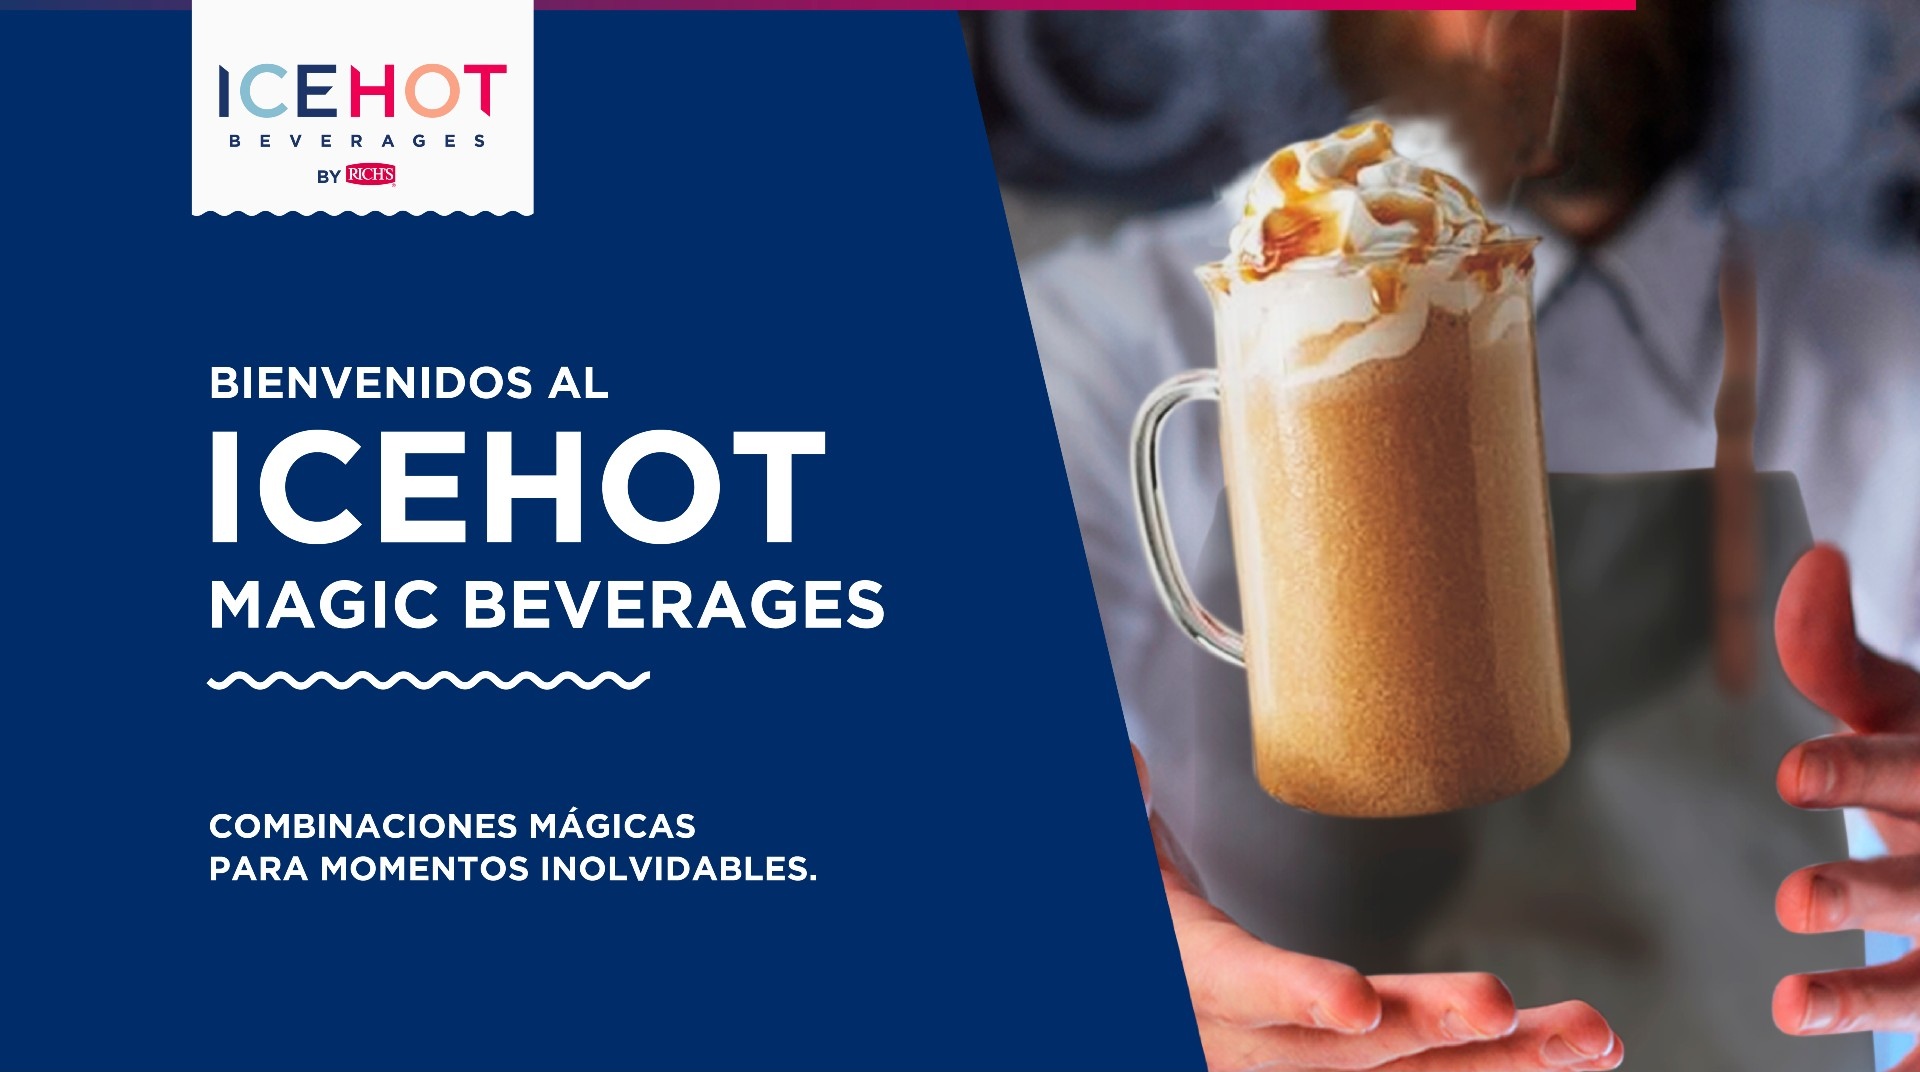 ICEHOT
BEVERAGES
BY RICH'S
BIENVENIDOS AL
ICEHOT
MAGIC BEVERAGES
COMBINACIONES MÁGICAS
PARA MOMENTOS INOLVIDABLES.